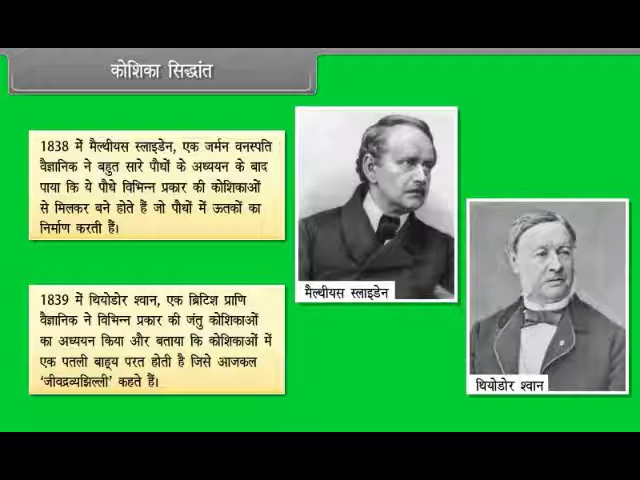 कोशिका सिद्धांत
1838 में मैल्थीयस स्लाइडेन, एक जर्मन वनस्पति
वैज्ञानिक ने बहुत सारे पौधों के अध्ययन के बाद
पाया कि ये पौधे विभिन्न प्रकार की कोशिकाओं
से मिलकर बने होते हैं जो पौधों में ऊतकों का
निर्माण करती हैं।
मैल्थीयस स्लाइडेन
1839 में थियोडोर श्वान, एक ब्रिटिश प्राणि
वैज्ञानिक ने विभिन्न प्रकार की जंतु कोशिकाओं
का अध्ययन किया और बताया कि कोशिकाओं में
एक पतली बाह्य परत होती है जिसे आजकल
‘जीवद्रव्यझिल्ली’ कहते हैं।
थियोडोर श्वान